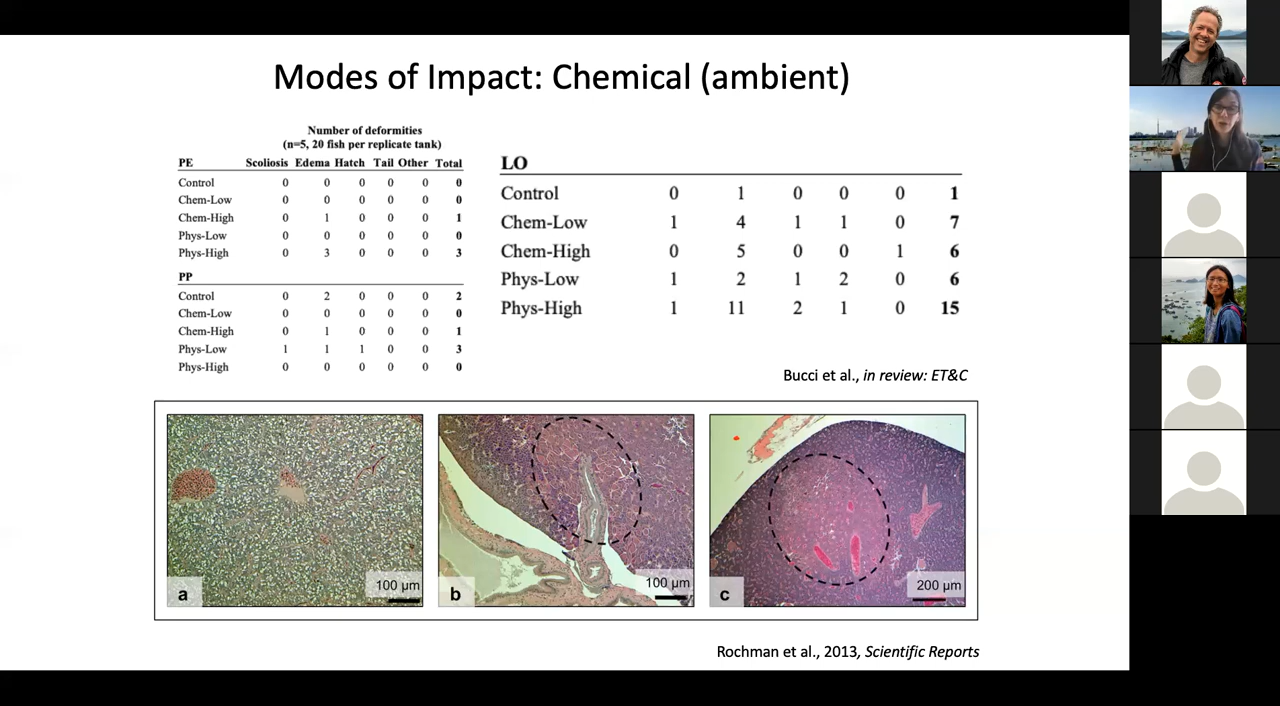 Modes of Impact: Chemical (ambient)
Number of deformities
(n=5, 20 fish per replicate tank)
PE Scoliosis Edema Hatch Tail Other Total
Control 0 0 0 0 0 0
Chem-Low 0 0 0 0 0 0
Chem-High 0 1 0 0 0 1
Phys-Low 0 0 0 0 0 0
Phys-High 0 3 0 0 0 3
PP
Control 0 2 0 0 0 2
Chem-Low 0 0 0 0 0 0
Chem-High 0 1 0 0 0 1
Phys-Low 1 1 1 0 0 3
Phys-High 0 0 0 0 0 0
LO
Control 0 1 0 0 0 1
Chem-Low 1 4 1 1 0 7
Chem-High 0 5 0 0 1 6
Phys-Low 1 2 1 2 0 6
Phys-High 1 11 2 1 0 15
Bucci et al., in review: ET&C
a 100 µm
b 100 µm
c 200 µm
Rochman et al., 2013, Scientific Reports